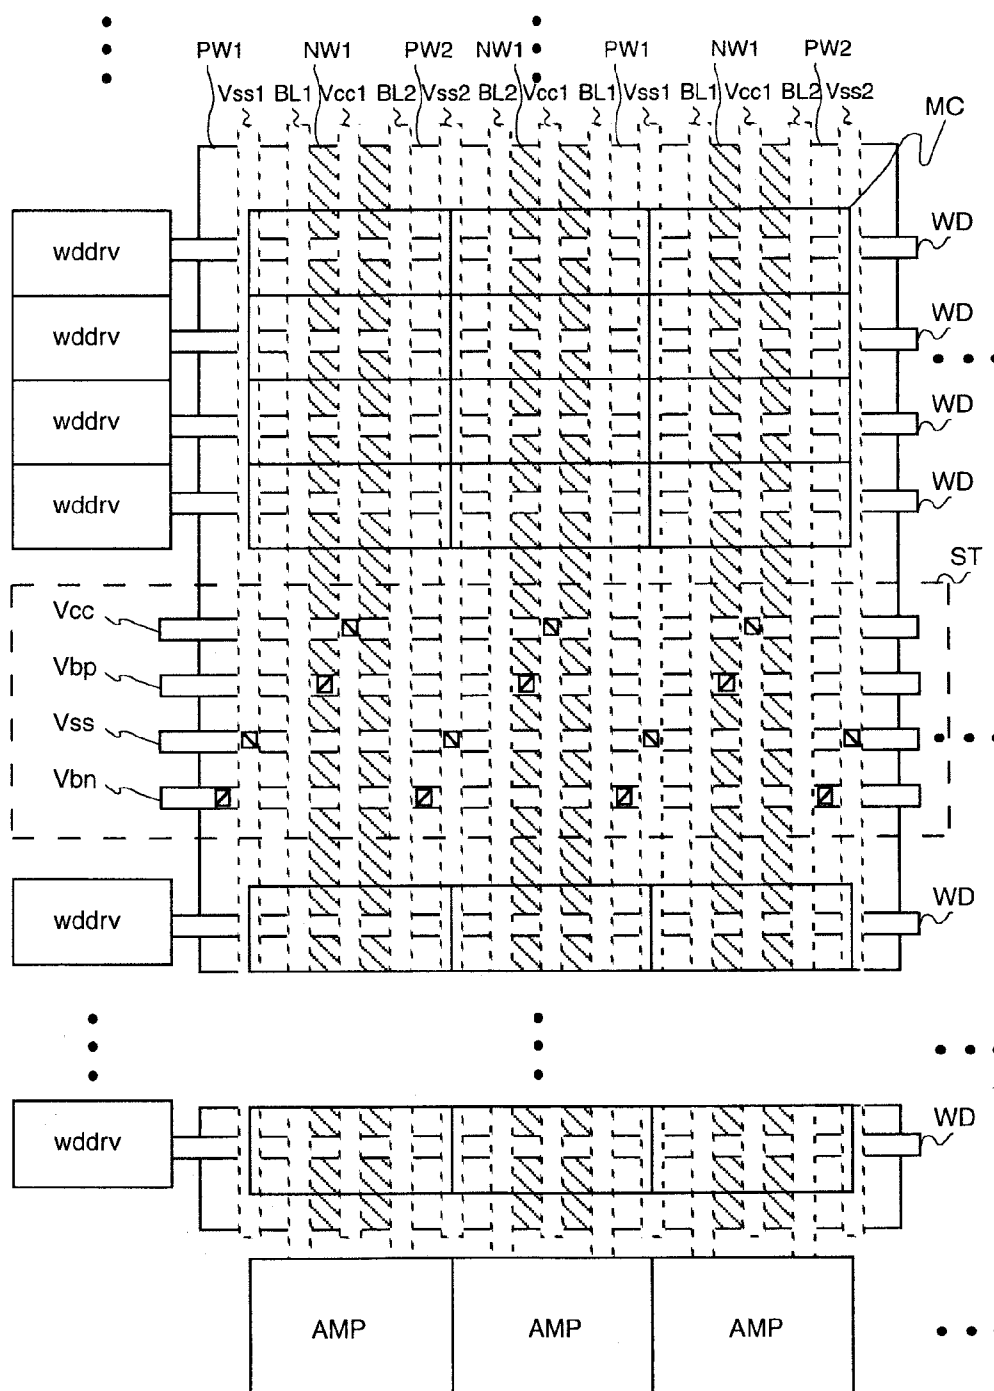 PW1 NW1 PW2 NW1 PW1 NW1 PW2
Vss1 BL1 Vcc1 BL2 Vss2 BL2 Vcc1 BL1 Vss1 BL1 Vcc1 BL2 Vss2
MC
wddrv WD
wddrv WD
wddrv WD
wddrv WD
ST
Vcc
Vbp
Vss
Vbn
wddrv WD
wddrv WD
AMP AMP AMP